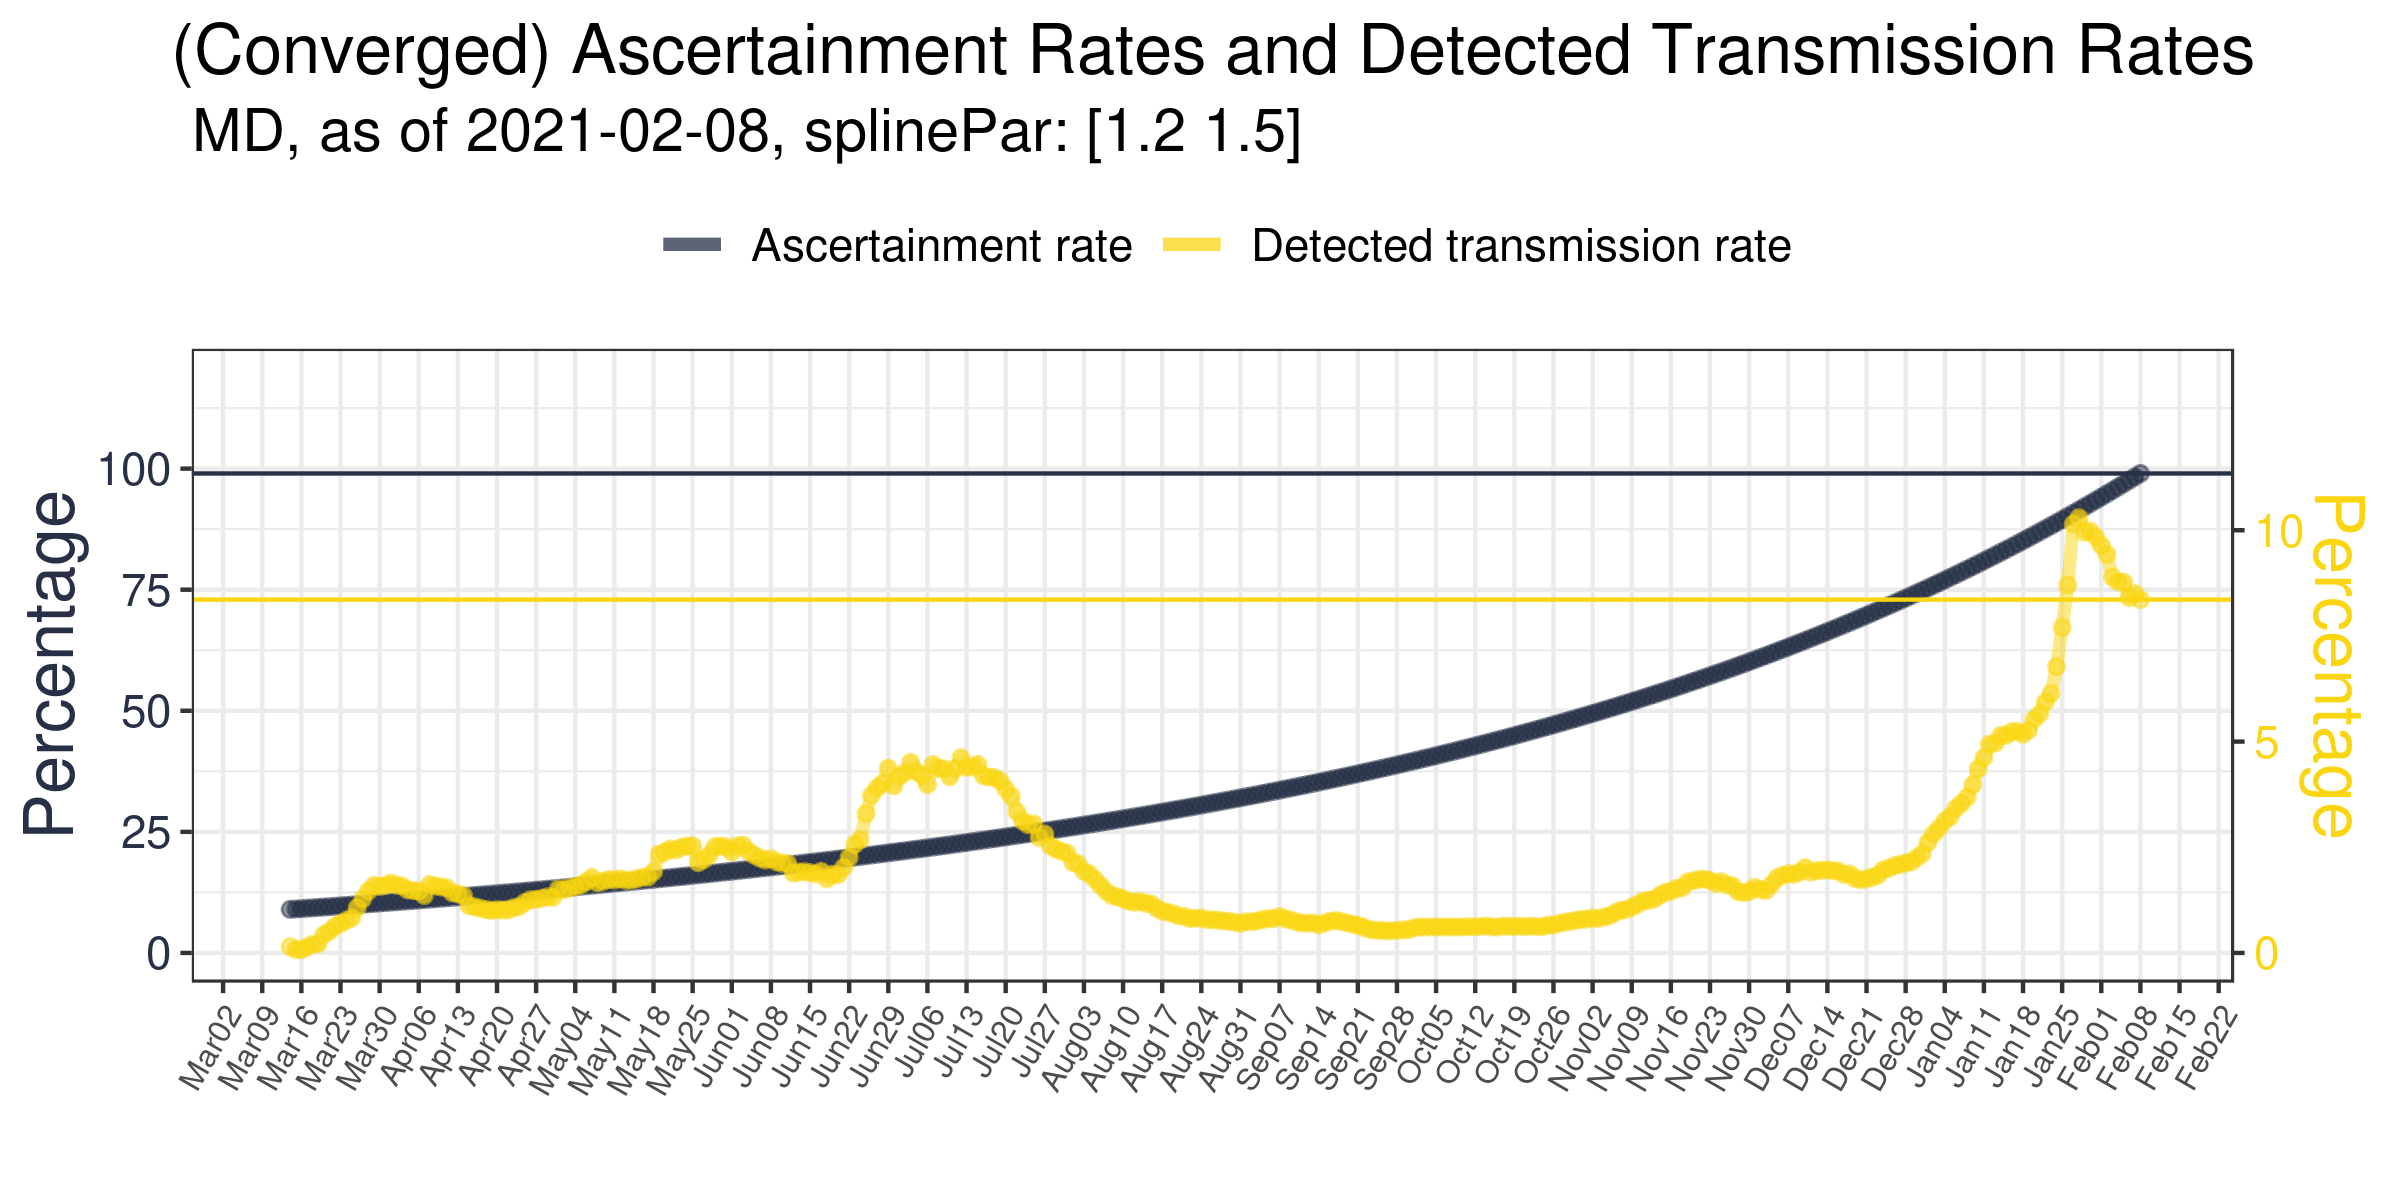 (Converged) Ascertainment Rates and Detected Transmission Rates
MD, as of 2021-02-08, splinePar: [1.2 1.5]
Ascertainment rate
Detected transmission rate
Percentage
100
75
50
25
0
10
5
0
Percentage
Mar02
Mar09
Mar16
Mar23
Mar30
Apr06
Apr13
Apr20
Apr27
May04
May11
May18
May25
Jun01
Jun08
Jun15
Jun22
Jun29
Jul06
Jul13
Jul20
Jul27
Aug03
Aug10
Aug17
Aug24
Aug31
Sep07
Sep14
Sep21
Sep28
Oct05
Oct12
Oct19
Oct26
Nov02
Nov09
Nov16
Nov23
Nov30
Dec07
Dec14
Dec21
Dec28
Jan04
Jan11
Jan18
Jan25
Feb01
Feb08
Feb15
Feb22